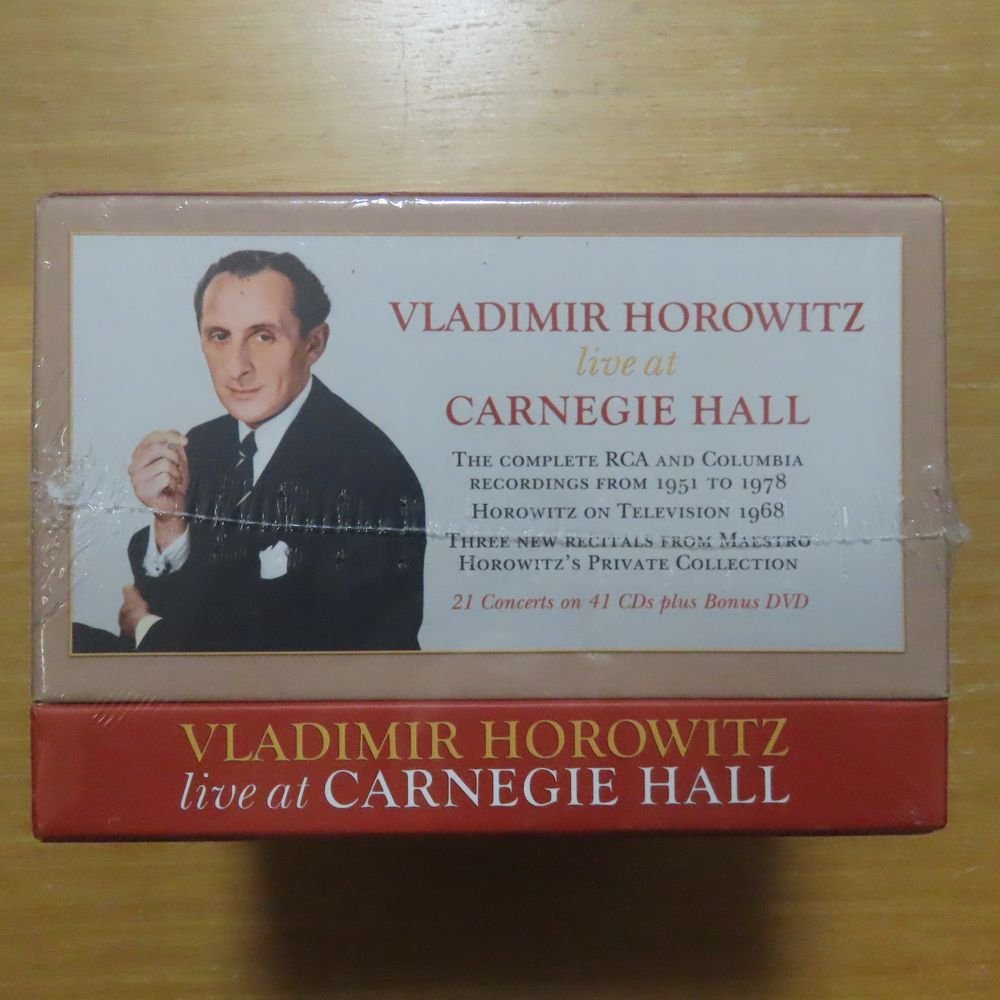 VLADIMIR HOROWITZ
live at
CARNEGIE HALL
THE COMPLETE RCA AND COLUMBIA
RECORDINGS FROM 1951 TO 1978
HOROWITZ ON TELEVISION 1968
THREE NEW RECITALS FROM MAESTRO
HOROWITZ'S PRIVATE COLLECTION
21 Concerts on 41 CDs plus Bonus DVD
VLADIMIR HOROWITZ
live at CARNEGIE HALL